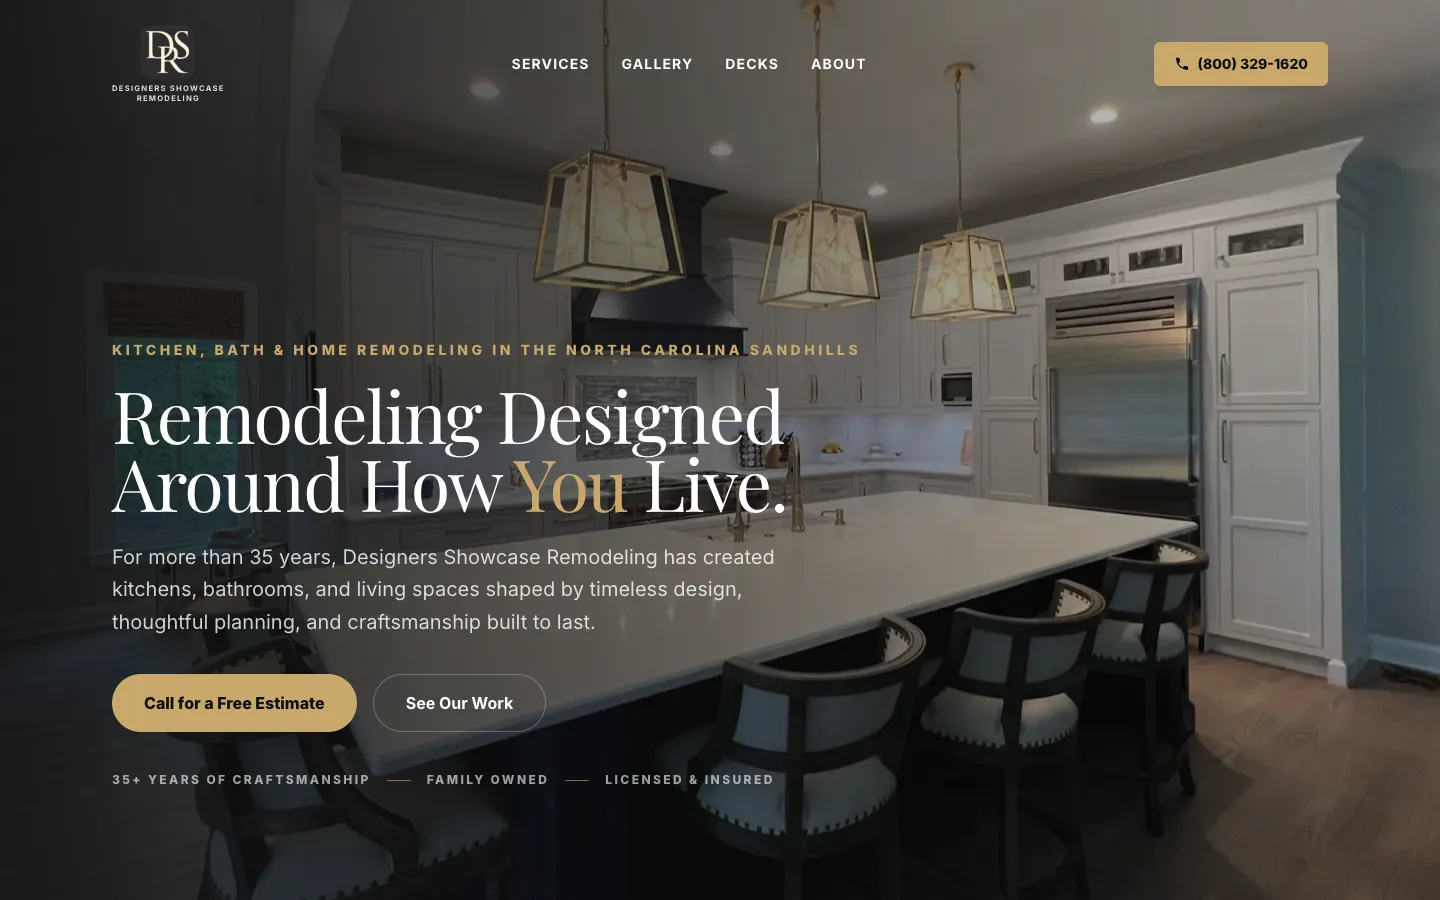 DSR
DESIGNERS SHOWCASE
REMODELING
SERVICES
GALLERY
DECKS
ABOUT
(800) 329-1620
KITCHEN, BATH & HOME REMODELING IN THE NORTH CAROLINA SANDHILLS
Remodeling Designed
Around How You Live.
For more than 35 years, Designers Showcase Remodeling has created
kitchens, bathrooms, and living spaces shaped by timeless design,
thoughtful planning, and craftsmanship built to last.
Call for a Free Estimate
See Our Work
35+ YEARS OF CRAFTSMANSHIP — FAMILY OWNED — LICENSED & INSURED